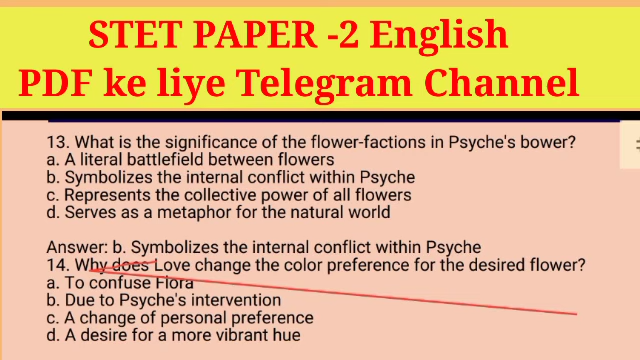 STET PAPER -2 English
PDF ke liye Telegram Channel
13. What is the significance of the flower-factions in Psyche's bower?
a. A literal battlefield between flowers
b. Symbolizes the internal conflict within Psyche
c. Represents the collective power of all flowers
d. Serves as a metaphor for the natural world
Answer: b. Symbolizes the internal conflict within Psyche
14. Why does Love change the color preference for the desired flower?
a. To confuse Flora
b. Due to Psyche's intervention
c. A change of personal preference
d. A desire for a more vibrant hue